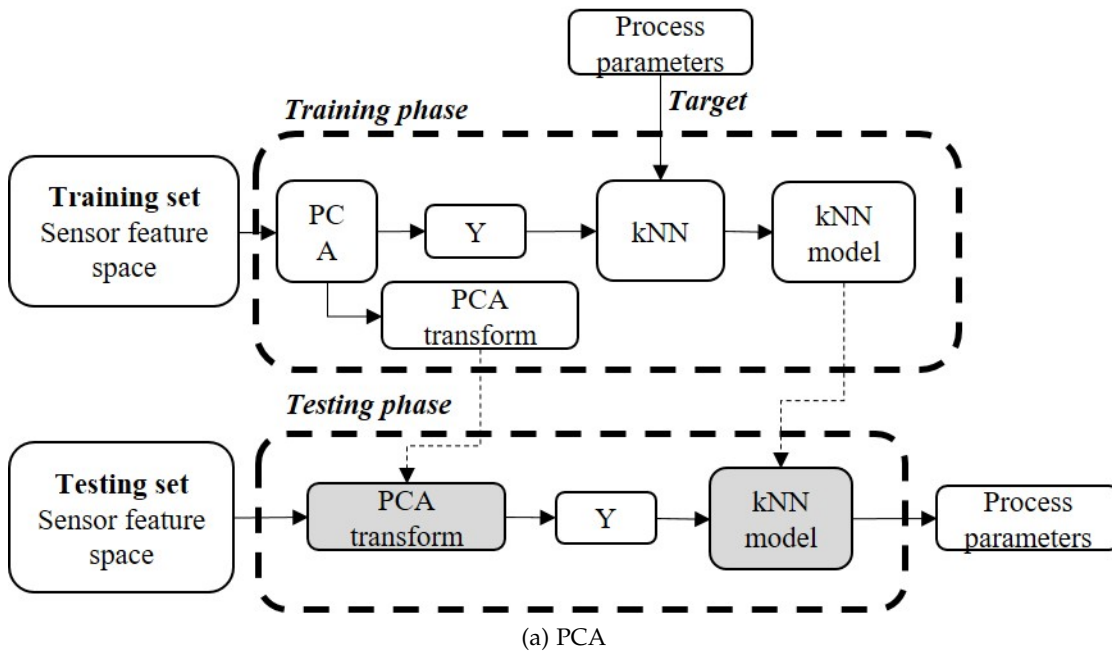 Process
parameters
Training phase
Target
Training set
Sensor feature
space
PC
A
Y
kNN
kNN
model
PCA
transform
Testing phase
Testing set
Sensor feature
space
PCA
transform
Y
kNN
model
Process
parameters
(a) PCA